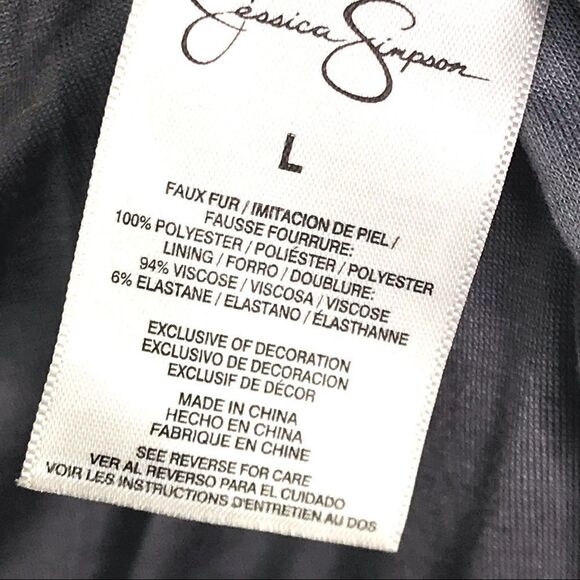 Jessica Simpson
L
FAUX FUR / IMITACION DE PIEL /
FAUSSE FOURRURE:
100% POLYESTER / POLIÉSTER / POLYESTER
LINING / FORRO / DOUBLURE:
94% VISCOSE / VISCOSA / VISCOSE
6% ELASTANE / ELASTANO / ÉLASTHANNE
EXCLUSIVE OF DECORATION
EXCLUSIVO DE DECORACION
EXCLUSIF DE DÉCOR
MADE IN CHINA
HECHO EN CHINA
FABRIQUE EN CHINE
SEE REVERSE FOR CARE
VER AL REVERSO PARA EL CUIDADO
VOIR LES INSTRUCTIONS D'ENTRETIEN AU DOS